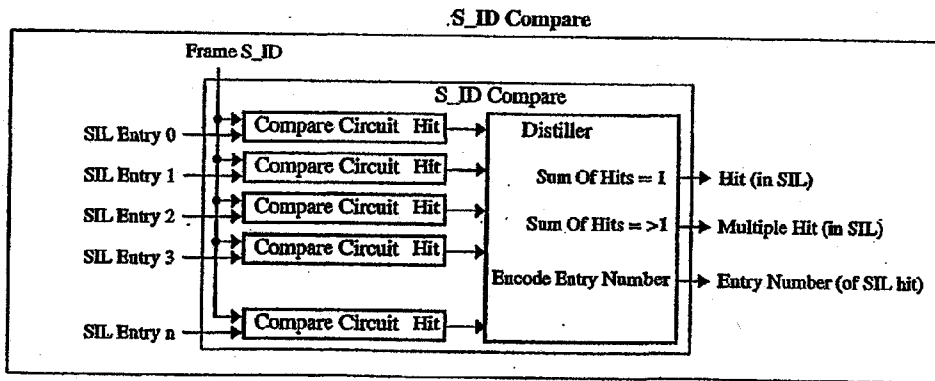 S_ID Compare
Frame S_ID
S_ID Compare
SIL Entry 0
Compare Circuit Hit
Distiller
SIL Entry 1
Compare Circuit Hit
Sum Of Hits = 1
Hit (in SIL)
SIL Entry 2
Compare Circuit Hit
Sum Of Hits = >1
Multiple Hit (in SIL)
SIL Entry 3
Compare Circuit Hit
Encode Entry Number
Entry Number (of SIL hit)
SIL Entry n
Compare Circuit Hit